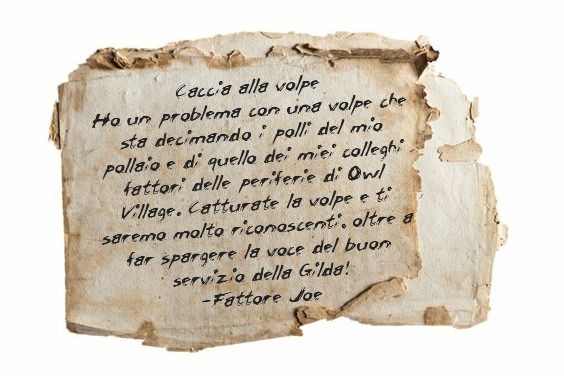 Caccia alla volpe
Ho un problema con una volpe che
sta decimando i polli del mio
pollaio e di quello dei miei colleghi
fattori delle periferie di Owl
Village. Catturate la volpe e ti
saremo molto riconoscenti, oltre a
far spargere la voce del buon
servizio della Gilda!
-Fattore Joe